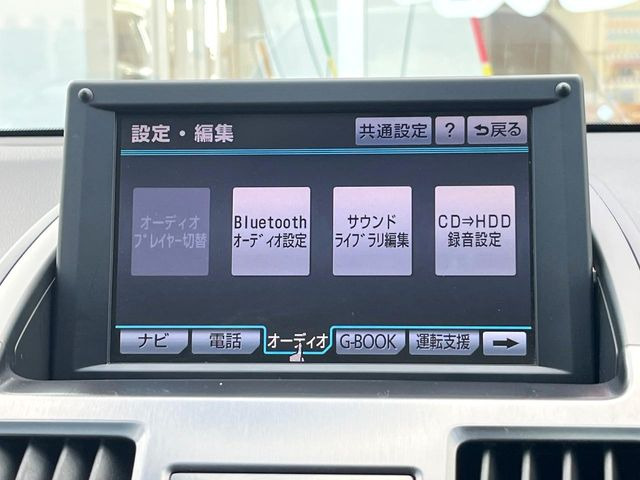 設定・編集
共通設定
?
戻る
オーディオ
プレイヤー切替
Bluetooth
オーディオ設定
サウンド
ライブラリ編集
CD⇒HDD
録音設定
ナビ
電話
オーディオ
G-BOOK
運転支援
→